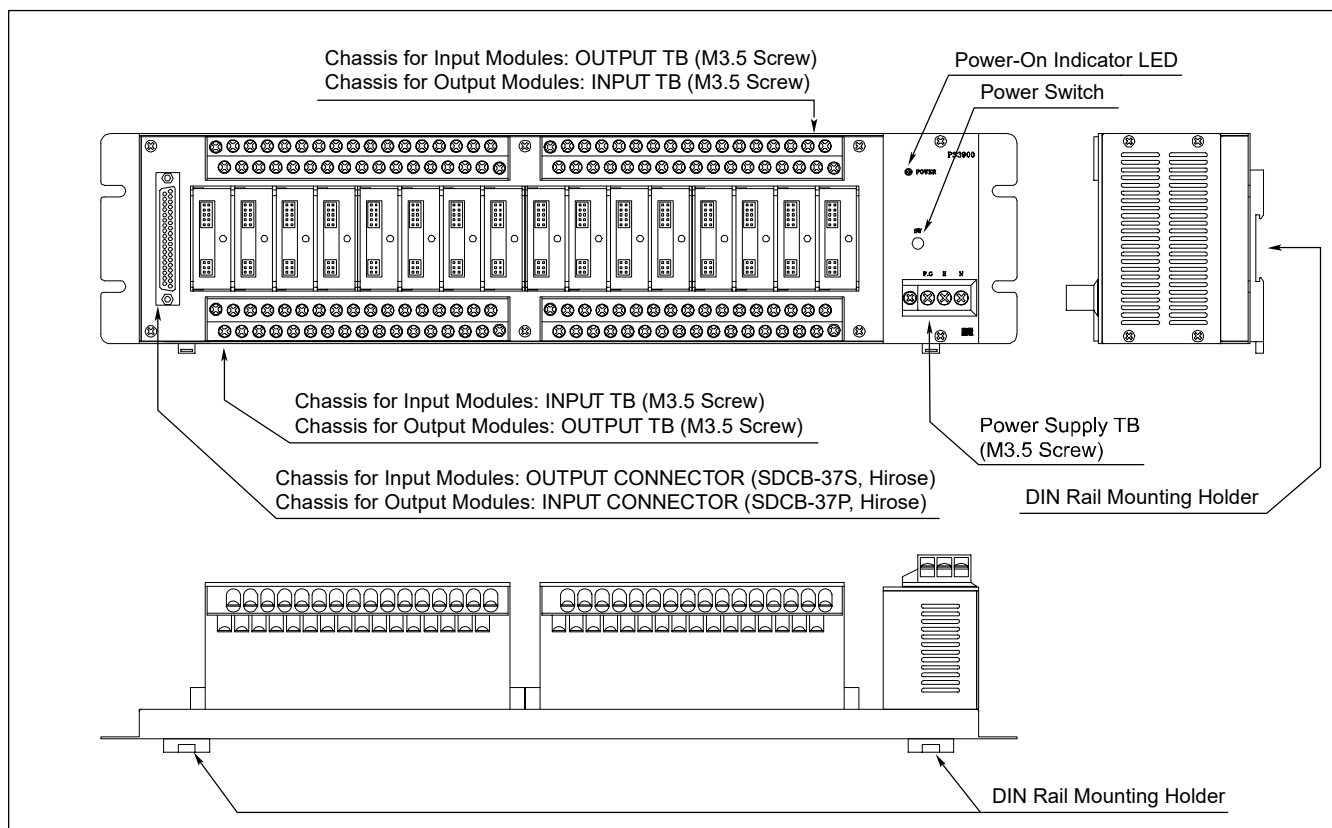 Chassis for Input Modules: OUTPUT TB (M3.5 Screw)
Chassis for Output Modules: INPUT TB (M3.5 Screw)
Power-On Indicator LED
Power Switch
PS3900
POWER
SW
F.G H N
Chassis for Input Modules: INPUT TB (M3.5 Screw)
Chassis for Output Modules: OUTPUT TB (M3.5 Screw)
Power Supply TB
(M3.5 Screw)
Chassis for Input Modules: OUTPUT CONNECTOR (SDCB-37S, Hirose)
Chassis for Output Modules: INPUT CONNECTOR (SDCB-37P, Hirose)
DIN Rail Mounting Holder
DIN Rail Mounting Holder